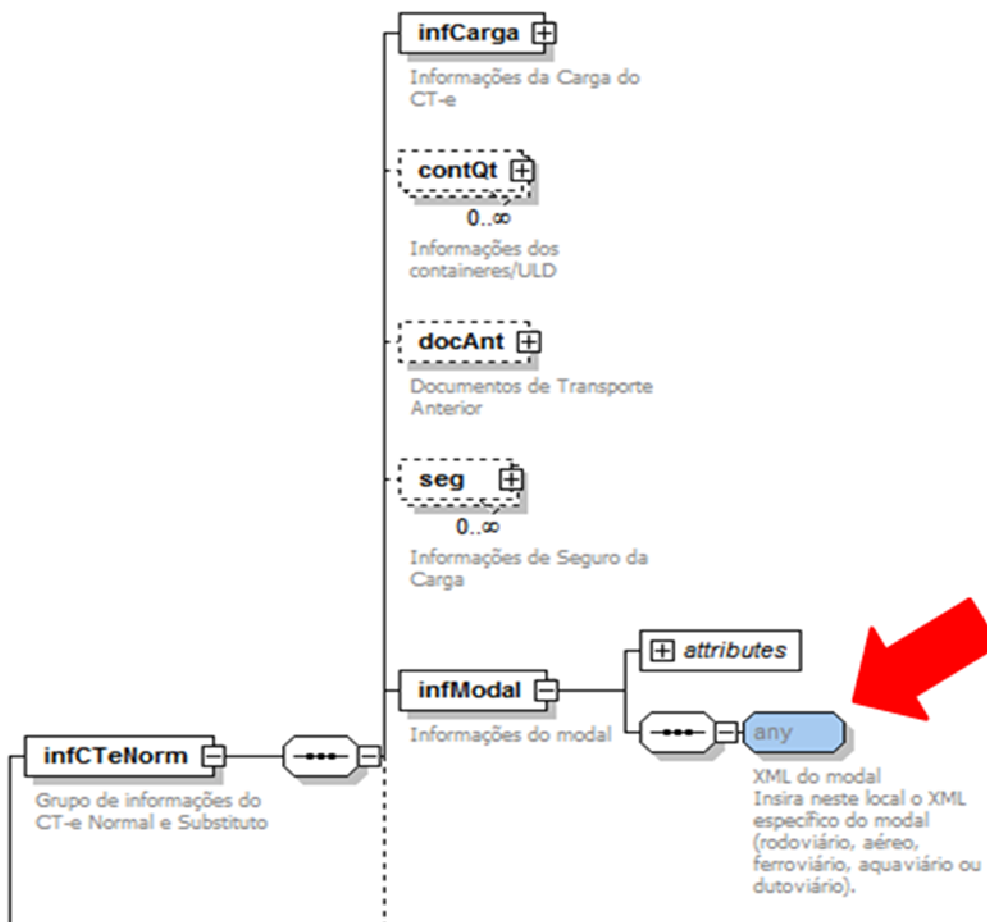 infCarga
Informações da Carga do
CT-e
contQt
0..∞
Informações dos
containeres/ULD
docAnt
Documentos de Transporte
Anterior
seg
0..∞
Informações de Seguro da
Carga
attributes
infModal
Informações do modal
any
XML do modal
Insira neste local o XML
específico do modal
(rodoviário, aéreo,
ferroviário, aquaviário ou
dutoviário).
infCTeNorm
Grupo de informações do
CT-e Normal e Substituto